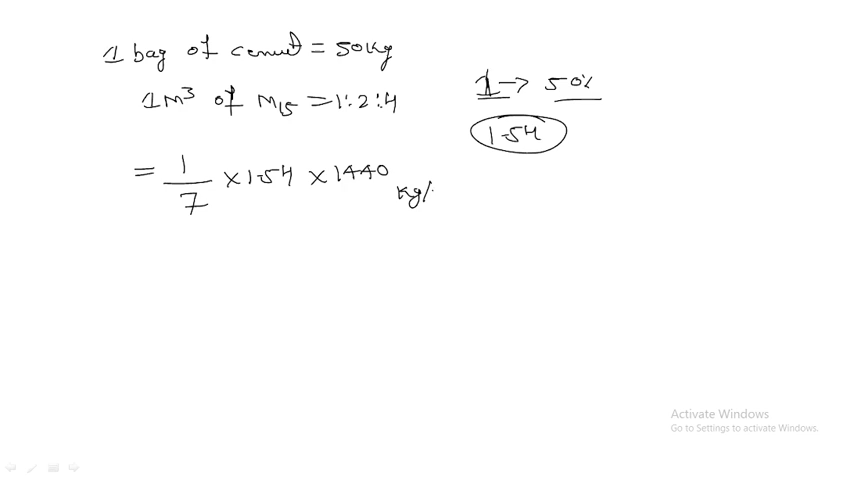 1 bag of cement = 50kg
1M³ of M15 = 1:2:4
= 1/7 × 1.54 × 1440 kg/
1 → 50%
1.54
Activate Windows
Go to Settings to activate Windows.